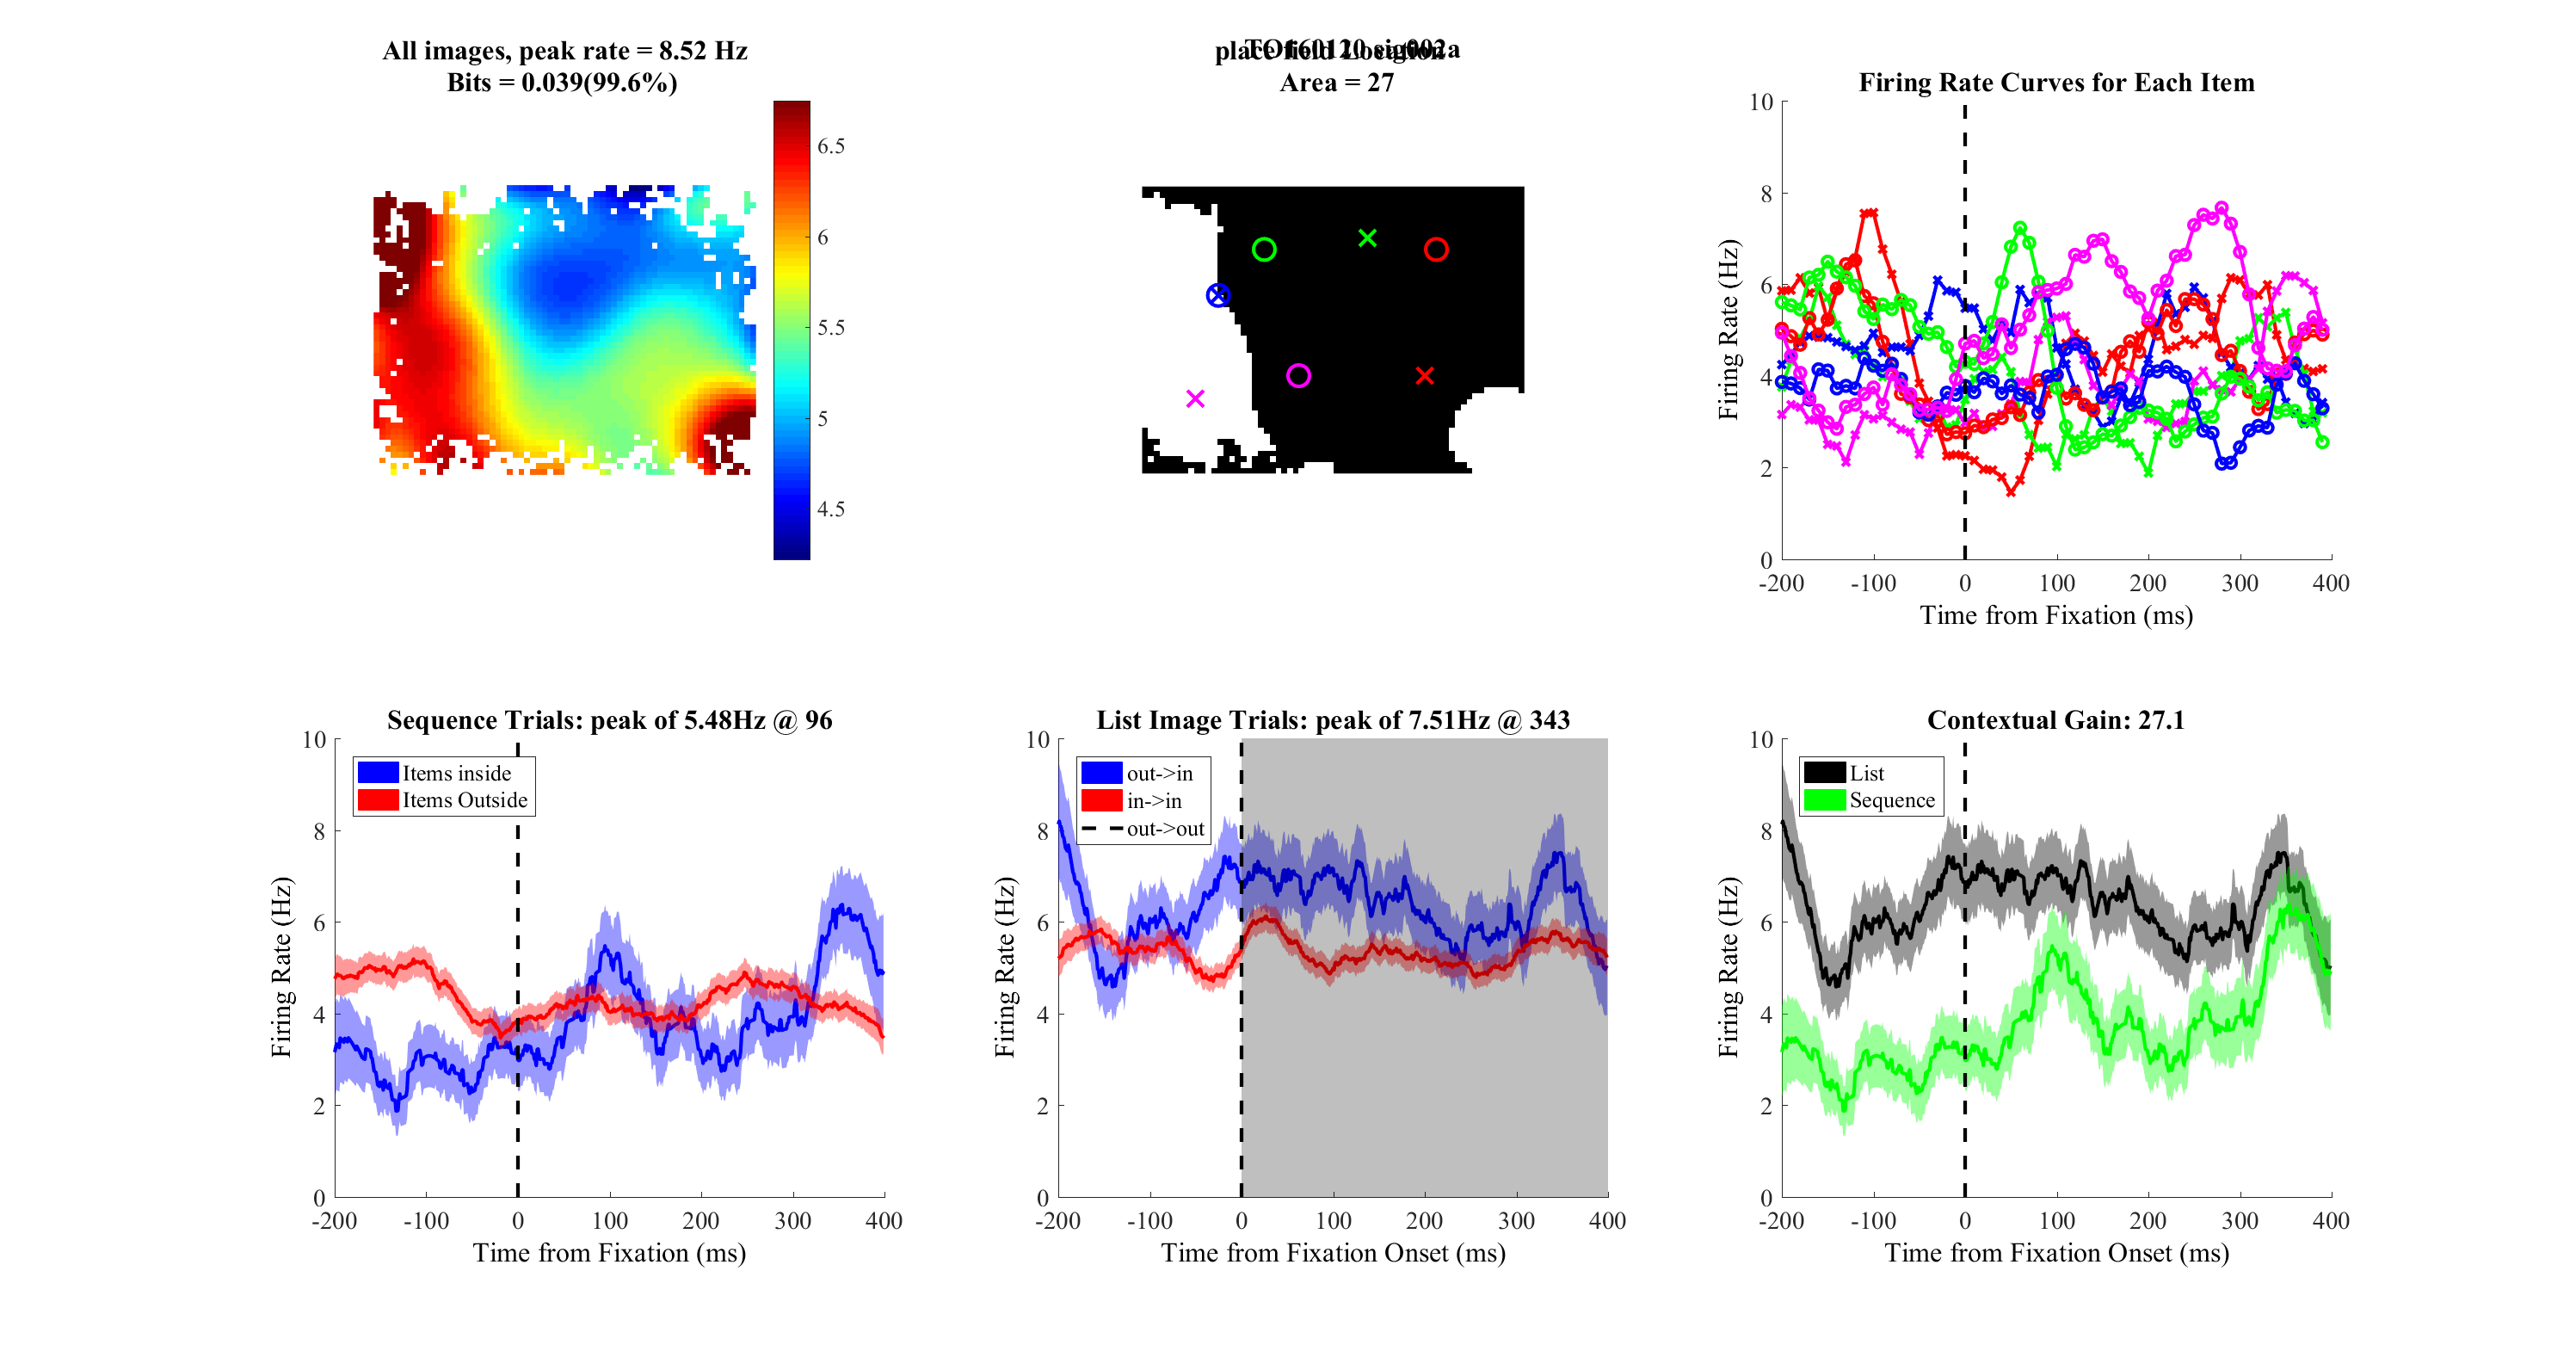 All images, peak rate = 8.52 Hz
Bits = 0.039(99.6%)
6.5
6
5.5
5
4.5
place field Location
TO160120 sig002a
Area = 27
Firing Rate Curves for Each Item
Firing Rate (Hz)
10
8
6
4
2
0
-200 -100 0 100 200 300 400
Time from Fixation (ms)
Sequence Trials: peak of 5.48Hz @ 96
Items inside
Items Outside
Firing Rate (Hz)
10
8
6
4
2
0
-200 -100 0 100 200 300 400
Time from Fixation (ms)
List Image Trials: peak of 7.51Hz @ 343
out->in
in->in
out->out
Firing Rate (Hz)
10
8
6
4
2
0
-200 -100 0 100 200 300 400
Time from Fixation Onset (ms)
Contextual Gain: 27.1
List
Sequence
Firing Rate (Hz)
10
8
6
4
2
0
-200 -100 0 100 200 300 400
Time from Fixation Onset (ms)